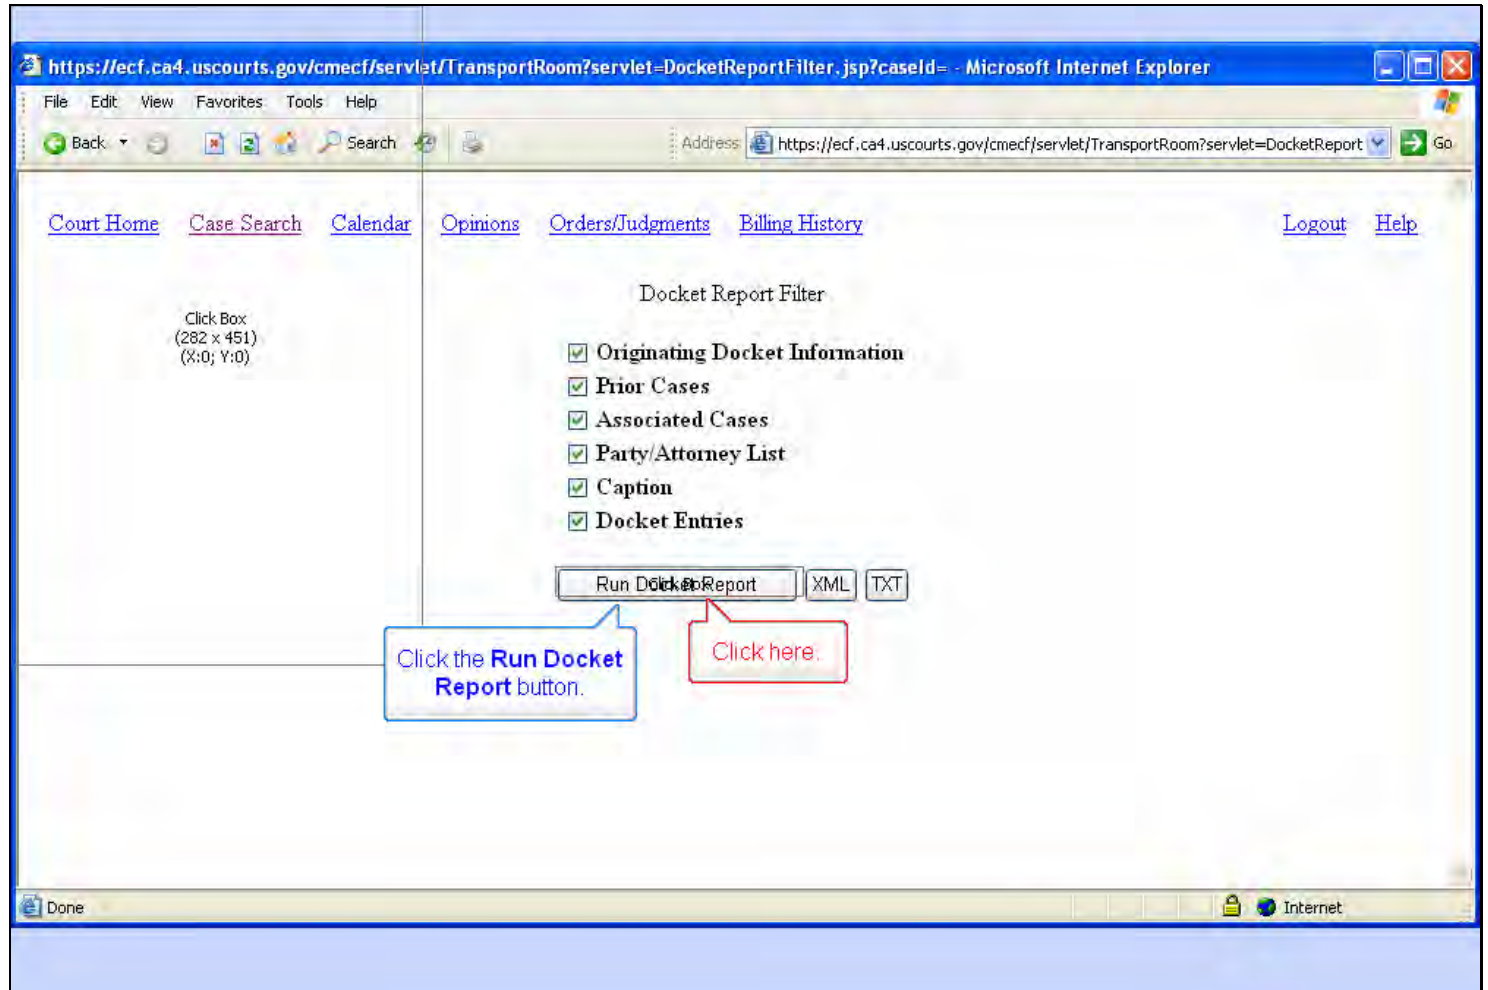 https://ecf.ca4.uscourts.gov/cmecf/servlet/TransportRoom?servlet=DocketReportFilter.jsp?caseId= - Microsoft Internet Explorer
File Edit View Favorites Tools Help
Back Search Address https://ecf.ca4.uscourts.gov/cmecf/servlet/TransportRoom?servlet=DocketReport Go
Court Home Case Search Calendar Opinions Orders/Judgments Billing History Logout Help
Docket Report Filter
Click Box
(282 x 451)
(X:0; Y:0)
Originating Docket Information
Prior Cases
Associated Cases
Party/Attorney List
Caption
Docket Entries
Run Docket Report XML TXT
Click the Run Docket
Report button.
Click here.
Done Internet